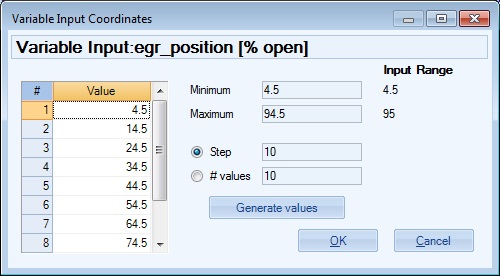 Variable Input Coordinates
Variable Input:egr_position [% open]
Input Range
# Value
1 4.5
2 14.5
3 24.5
4 34.5
5 44.5
6 54.5
7 64.5
8 74.5
Minimum 4.5 4.5
Maximum 94.5 95
Step 10
# values 10
Generate values
OK Cancel